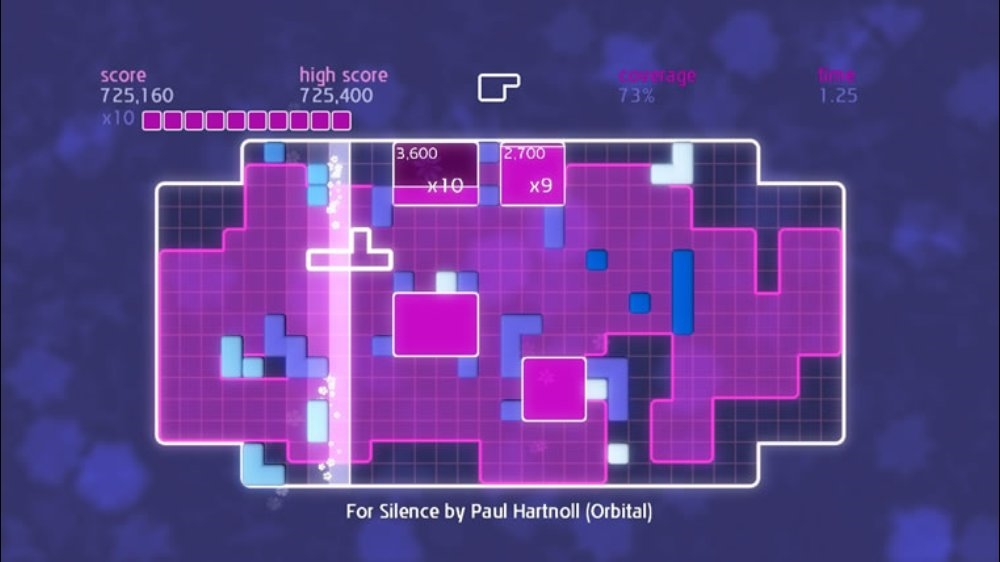 score
high score
coverage
time
725,160
725,400
73%
1.25
x10
3,600
2,700
x10
x9
For Silence by Paul Hartnoll (Orbital)